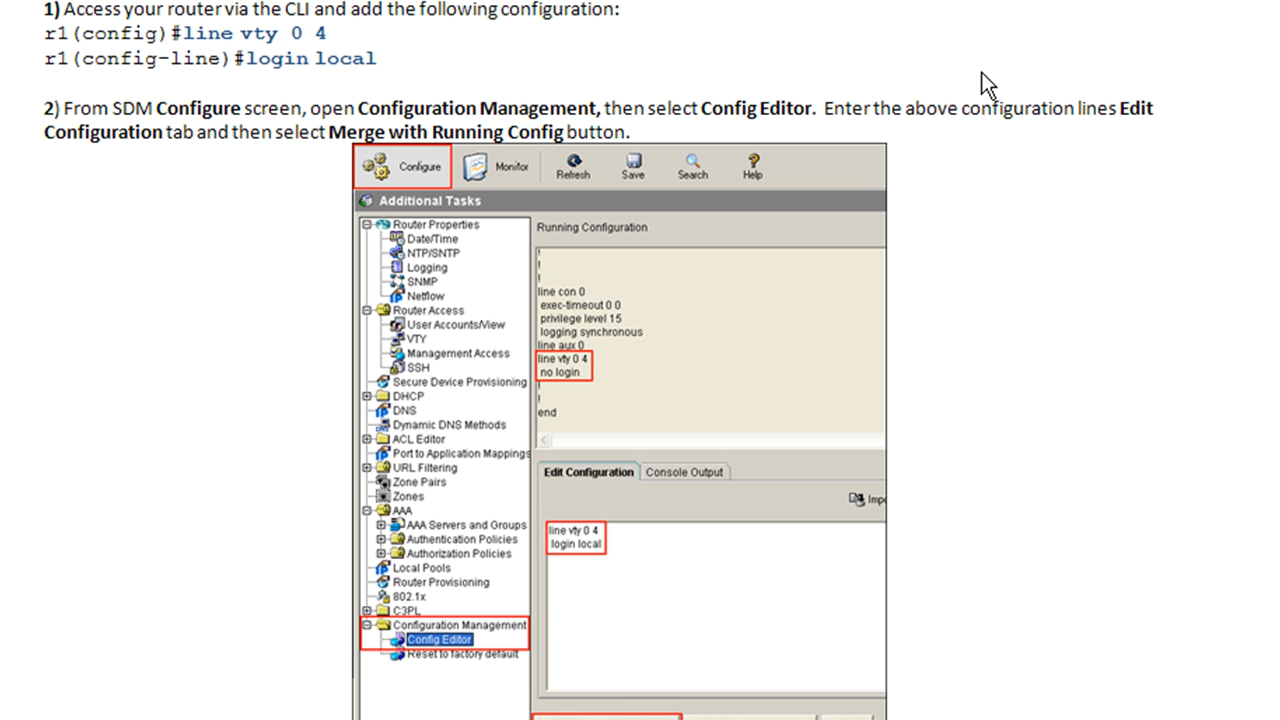 1) Access your router via the CLI and add the following configuration:
r1(config)#line vty 0 4
r1(config-line)#login local
2) From SDM Configure screen, open Configuration Management, then select Config Editor. Enter the above configuration lines Edit
Configuration tab and then select Merge with Running Config button.
Configure Monitor Refresh Save Search Help
Additional Tasks
Router Properties
Date/Time
NTP/SNTP
Logging
SNMP
Netflow
Router Access
User Accounts/View
VTY
Management Access
SSH
Secure Device Provisioning
DHCP
DNS
Dynamic DNS Methods
ACL Editor
Port to Application Mappings
URL Filtering
Zone Pairs
Zones
AAA
AAA Servers and Groups
Authentication Policies
Authorization Policies
Local Pools
Router Provisioning
802.1x
C3PL
Configuration Management
Config Editor
Reset to factory default
Running Configuration
!
!
!
line con 0
exec-timeout 0 0
privilege level 15
logging synchronous
line aux 0
line vty 0 4
no login
!
!
end
Edit Configuration Console Output
Impo
line vty 0 4
login local